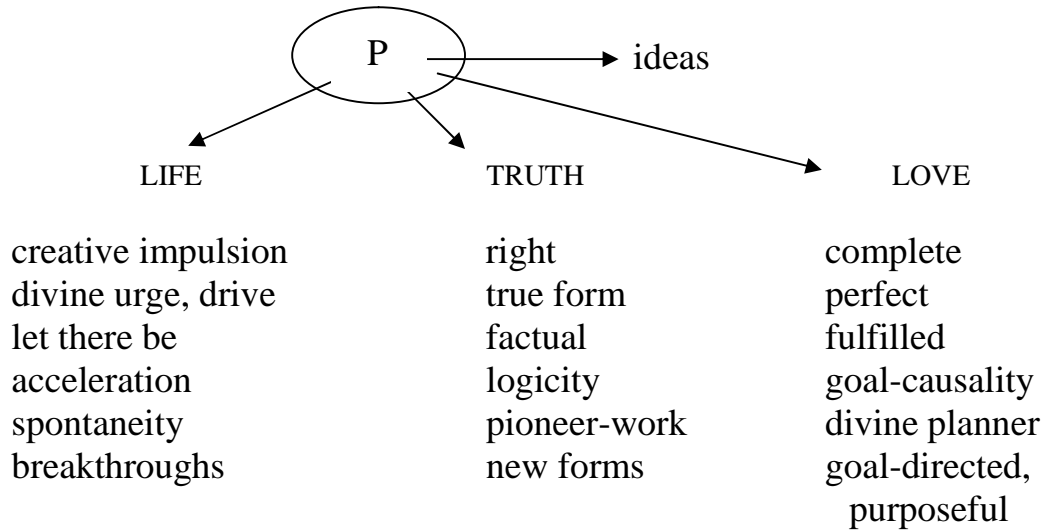 P
ideas
LIFE
TRUTH
LOVE
creative impulsion
divine urge, drive
let there be
acceleration
spontaneity
breakthroughs
right
true form
factual
logicity
pioneer-work
new forms
complete
perfect
fulfilled
goal-causality
divine planner
goal-directed,
purposeful